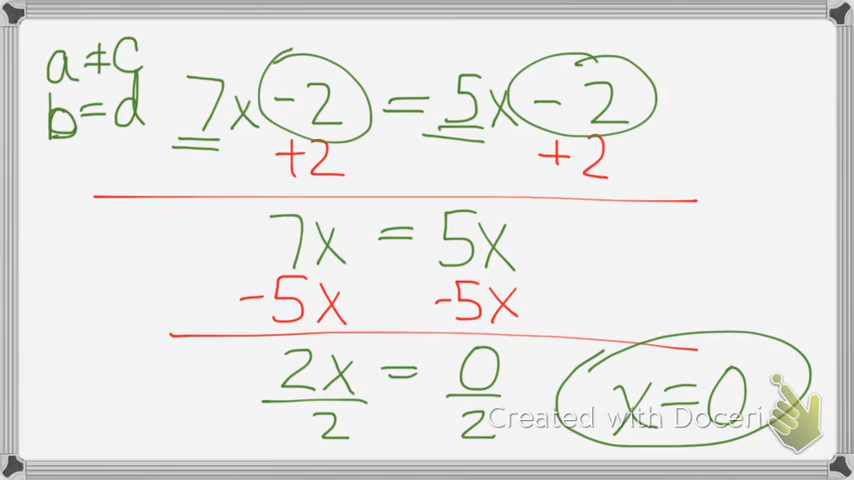 a ≠ c
b = d
7x - 2 = 5x - 2
+2 +2
7x = 5x
-5x -5x
2x = 0
2 2
x = 0
Created with Doceri